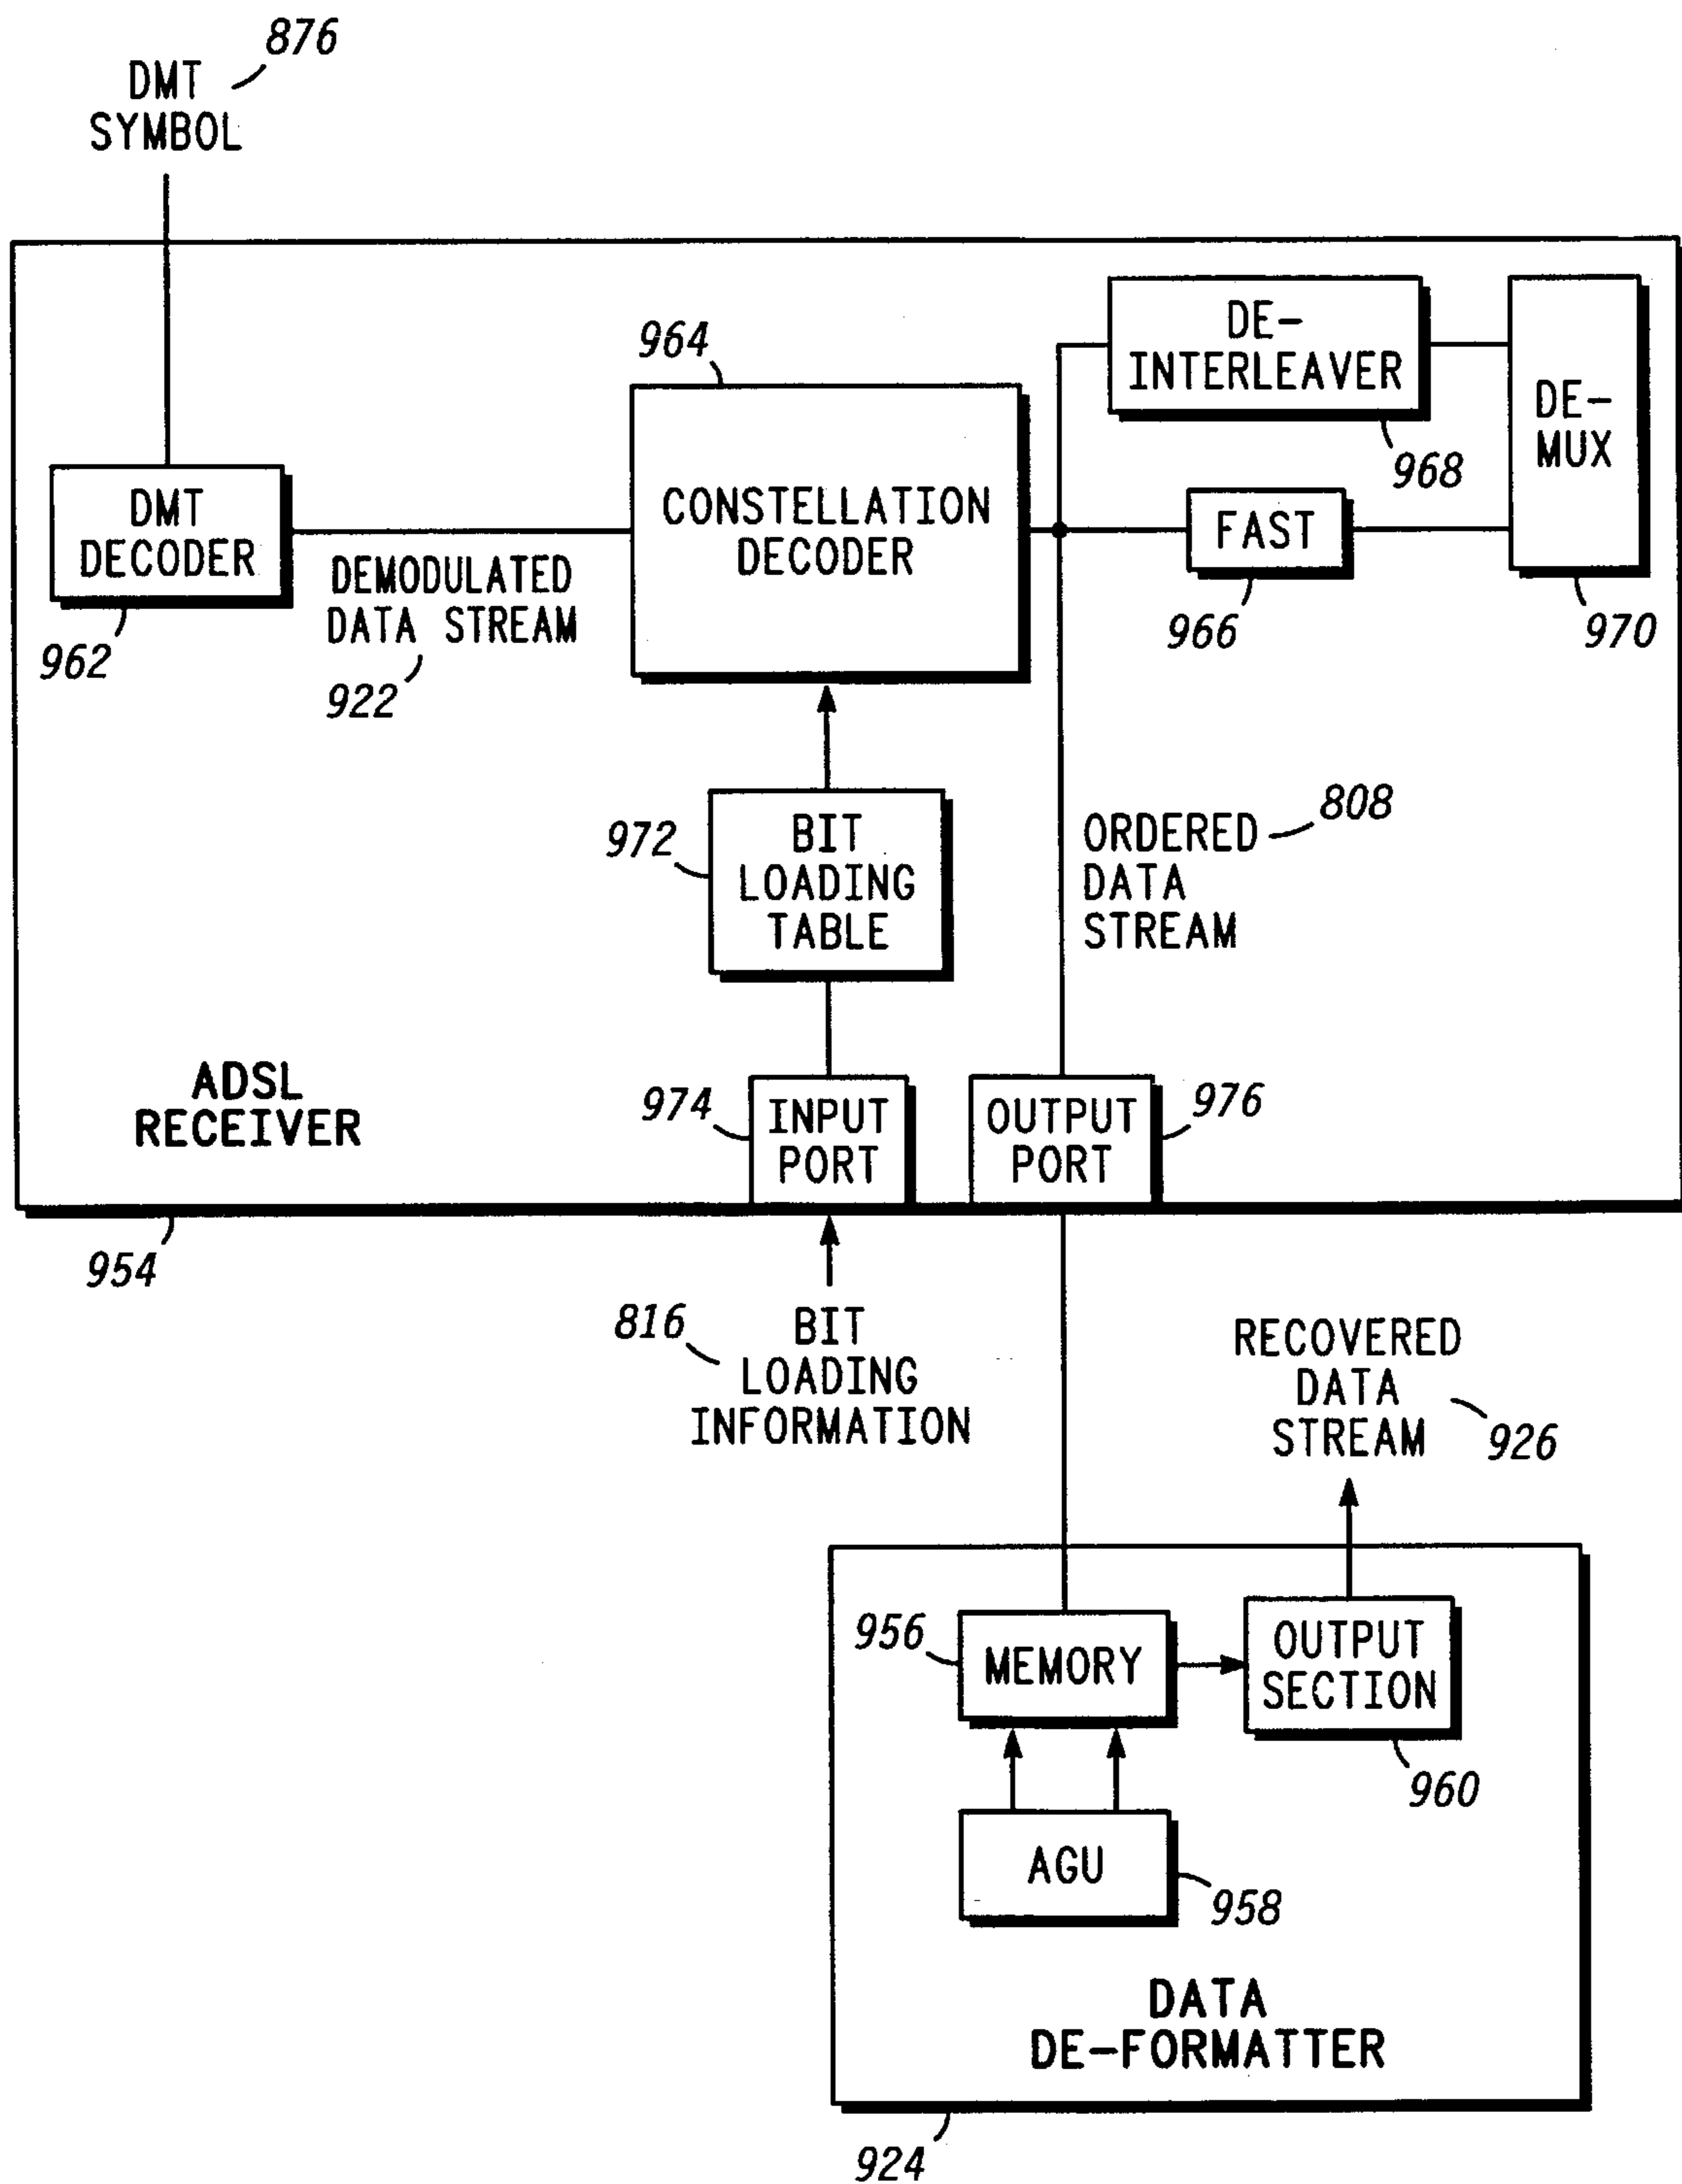 876
DMT
SYMBOL
964
DE-
INTERLEAVER
DE-
MUX
968
DMT
DECODER
CONSTELLATION
DECODER
FAST
DEMODULATED
DATA STREAM
962
922
966
970
972
BIT
LOADING
TABLE
ORDERED
DATA
STREAM
808
ADSL
RECEIVER
974
INPUT
PORT
OUTPUT
PORT
976
954
816
BIT
LOADING
INFORMATION
RECOVERED
DATA
STREAM
926
956
MEMORY
OUTPUT
SECTION
960
AGU
958
DATA
DE-FORMATTER
924